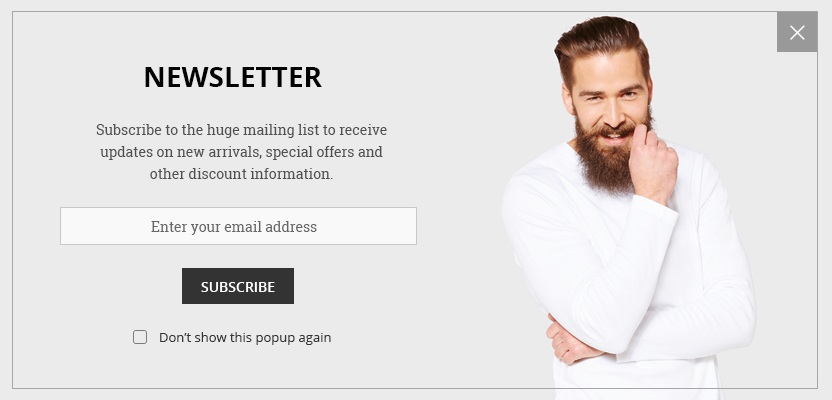 NEWSLETTER
Subscribe to the huge mailing list to receive
updates on new arrivals, special offers and
other discount information.
Enter your email address
SUBSCRIBE
Don’t show this popup again